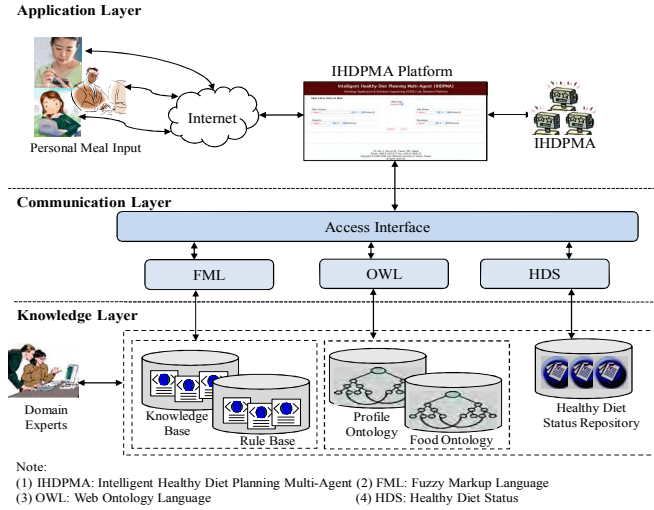 Application Layer
IHDPMA Platform
Intelligent Healthy Diet Planning Multi-Agent (IHDPMA)
Internet
IHDPMA
Personal Meal Input
Communication Layer
Access Interface
FML
OWL
HDS
Knowledge Layer
Domain
Experts
Knowledge
Base
Rule Base
Profile
Ontology
Food Ontology
Healthy Diet
Status Repository
Note:
(1) IHDPMA: Intelligent Healthy Diet Planning Multi-Agent (2) FML: Fuzzy Markup Language
(3) OWL: Web Ontology Language (4) HDS: Healthy Diet Status